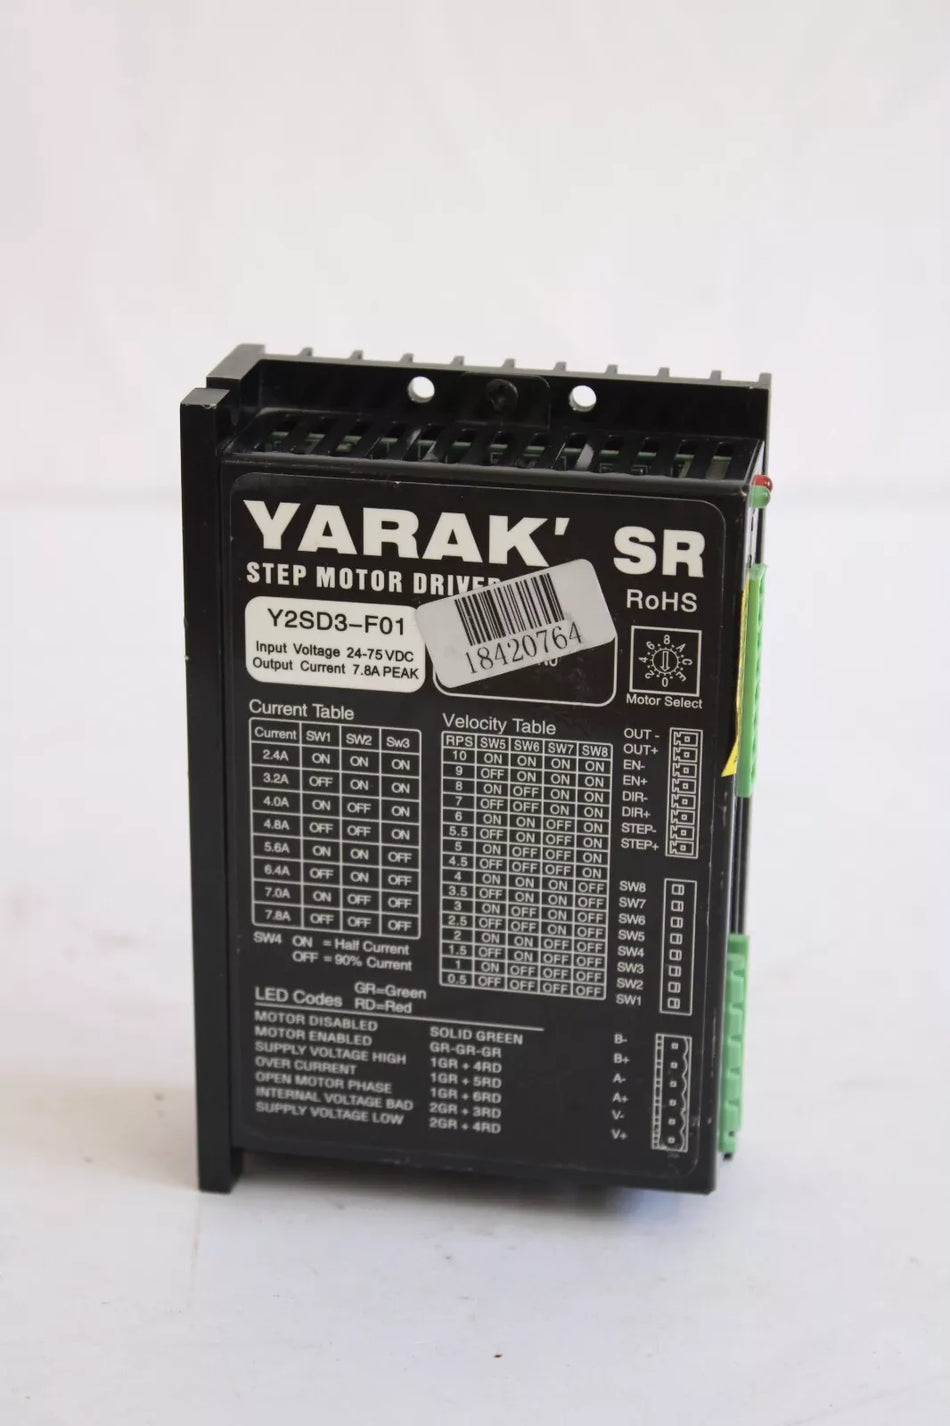 YARAK' SR
STEP MOTOR DRIVER
RoHS
Y2SD3-F01
Input Voltage 24-75 VDC
Output Current 7.8A PEAK
18420764
0 2 4 6 8 A C E
Motor Select
Current Table
Current SW1 SW2 Sw3
2.4A ON ON ON
3.2A OFF ON ON
4.0A ON OFF ON
4.8A OFF OFF ON
5.6A ON ON OFF
6.4A OFF ON OFF
7.0A ON OFF OFF
7.8A OFF OFF OFF
SW4 ON = Half Current
OFF = 90% Current
Velocity Table
RPS SW5 SW6 SW7 SW8
10 ON ON ON ON
9 OFF ON ON ON
8 ON OFF ON ON
7 OFF OFF ON ON
6 ON ON OFF ON
5.5 OFF ON OFF ON
5 ON OFF OFF ON
4.5 OFF OFF OFF ON
4 ON ON ON OFF
3.5 OFF ON ON OFF
3 ON OFF ON OFF
2.5 OFF OFF ON OFF
2 ON ON OFF OFF
1.5 OFF ON OFF OFF
1 ON OFF OFF OFF
0.5 OFF OFF OFF OFF
OUT -
OUT+
EN-
EN+
DIR-
DIR+
STEP-
STEP+
SW8
SW7
SW6
SW5
SW4
SW3
SW2
SW1
LED Codes GR=Green
RD=Red
MOTOR DISABLED SOLID GREEN
MOTOR ENABLED GR-GR-GR
SUPPLY VOLTAGE HIGH 1GR + 4RD
OVER CURRENT 1GR + 5RD
OPEN MOTOR PHASE 1GR + 6RD
INTERNAL VOLTAGE BAD 2GR + 3RD
SUPPLY VOLTAGE LOW 2GR + 4RD
B-
B+
A-
A+
V-
V+